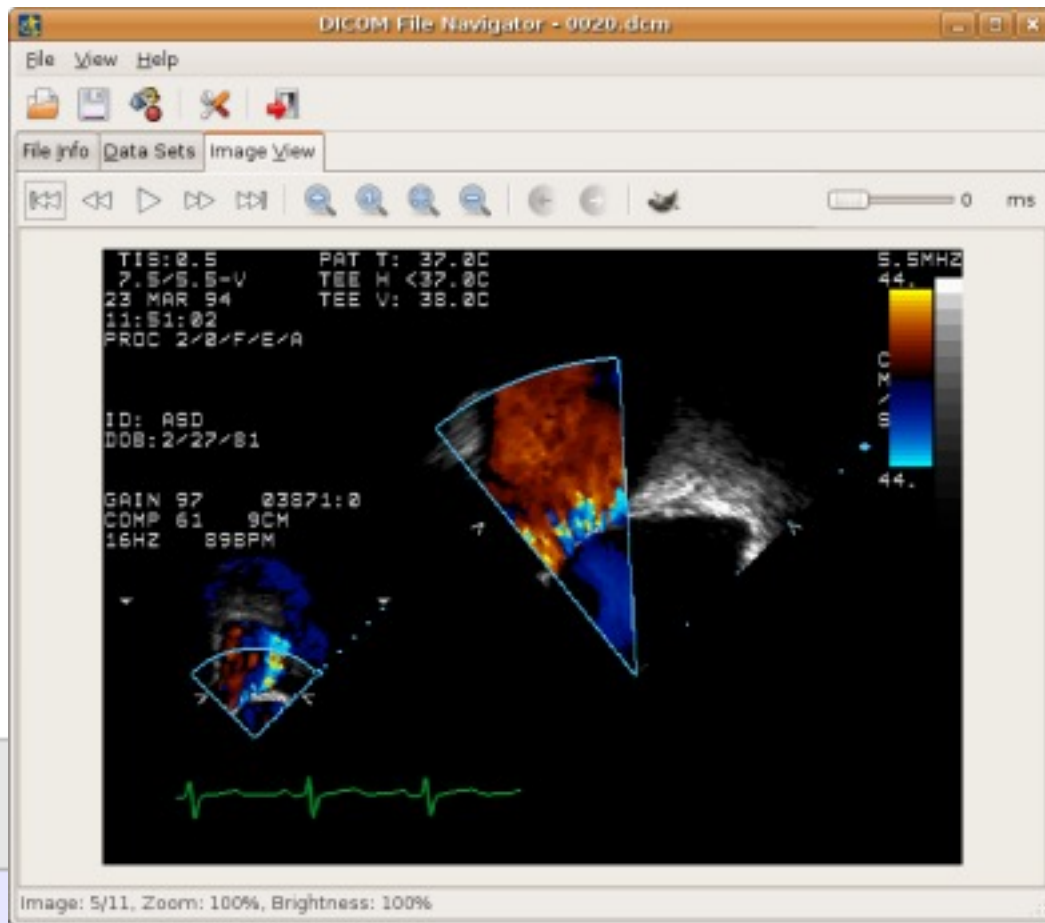 DICOM File Navigator - 0020.dcm
File View Help
File Info Data Sets Image View
0 ms
TIS:0.5 PAT T: 37.0C
7.5/5.5-V TEE H <37.0C
23 MAR 94 TEE V: 38.0C
11:51:02
PROC 2/0/F/E/A
5.5MHZ
44.
CM/S
44.
ID: ASD
DOB:2/27/81
GAIN 97 03871:0
COMP 61 9CM
16HZ 89BPM
Image: 5/11, Zoom: 100%, Brightness: 100%